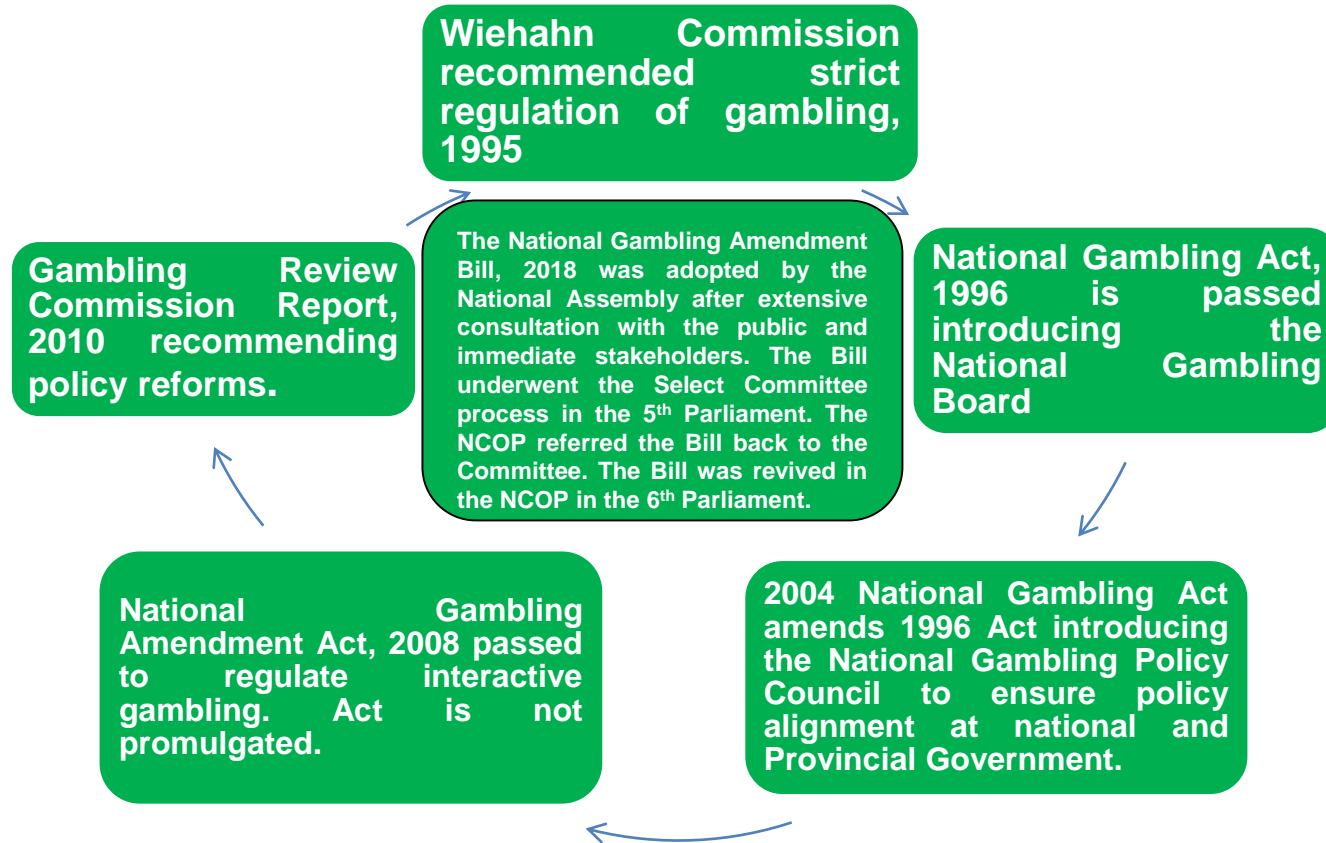 Wiehahn Commission
recommended strict
regulation of gambling,
1995
The National Gambling Amendment
Bill, 2018 was adopted by the
National Assembly after extensive
consultation with the public and
immediate stakeholders. The Bill
underwent the Select Committee
process in the 5th Parliament. The
NCOP referred the Bill back to the
Committee. The Bill was revived in
the NCOP in the 6th Parliament.
National Gambling Act,
1996 is passed
introducing the
National Gambling
Board
2004 National Gambling Act
amends 1996 Act introducing
the National Gambling Policy
Council to ensure policy
alignment at national and
Provincial Government.
National Gambling
Amendment Act, 2008 passed
to regulate interactive
gambling. Act is not
promulgated.
Gambling Review
Commission Report,
2010 recommending
policy reforms.